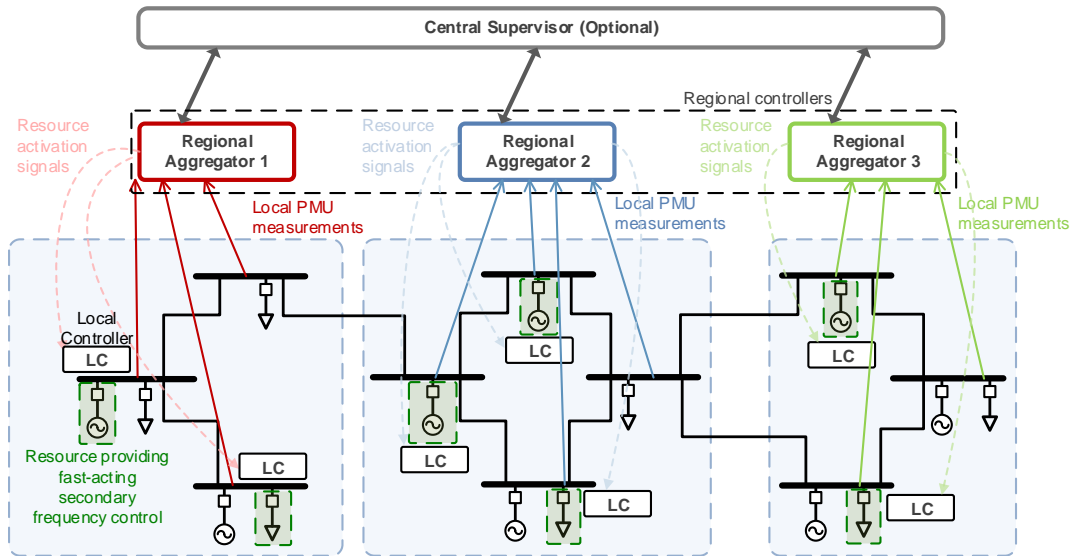 Central Supervisor (Optional)
Regional controllers
Resource
activation
signals
Regional
Aggregator 1
Resource
activation
signals
Regional
Aggregator 2
Resource
activation
signals
Regional
Aggregator 3
Local PMU
measurements
Local PMU
measurements
Local PMU
measurements
Local
Controller
LC
LC
LC
LC
LC
LC
LC
Resource providing
fast-acting
secondary
frequency control